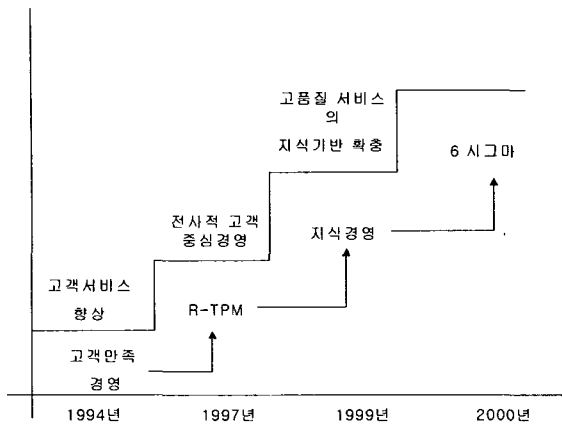 고품질 서비스
의
지식기반 확충
6 시그마
전사적 고객
중심경영
지식경영
고객서비스
향상
R-TPM
고객만족
경영
1994년
1997년
1999년
2000년